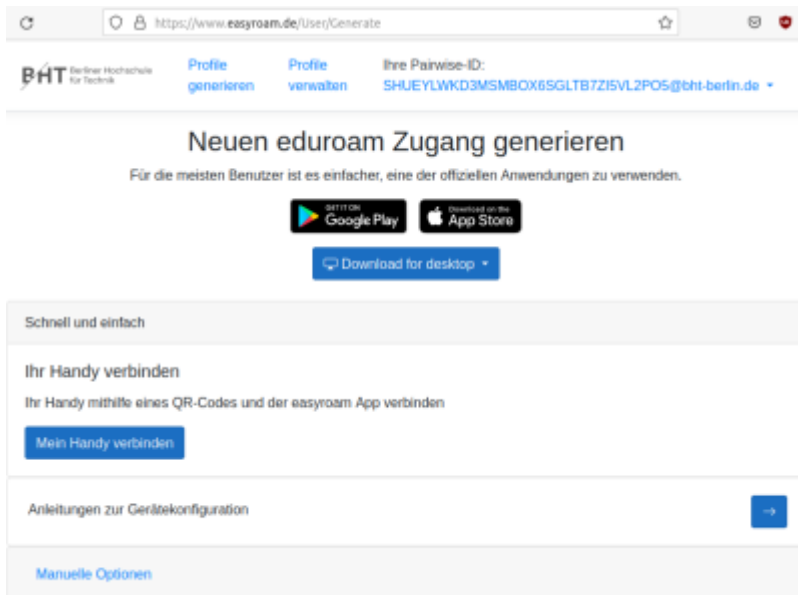 https://www.easyroam.de/User/Generate
BHT Berliner Hochschule für Technik
Profile generieren
Profile verwalten
Ihre Pairwise-ID:
SHUEYLWKD3MSMBOX6SGLTB7ZI5VL2PO5@bht-berlin.de
Neuen eduroam Zugang generieren
Für die meisten Benutzer ist es einfacher, eine der offiziellen Anwendungen zu verwenden.
GET IT ON
Google Play
Download on the
App Store
Download for desktop
Schnell und einfach
Ihr Handy verbinden
Ihr Handy mithilfe eines QR-Codes und der easyroam App verbinden
Mein Handy verbinden
Anleitungen zur Gerätekonfiguration
Manuelle Optionen